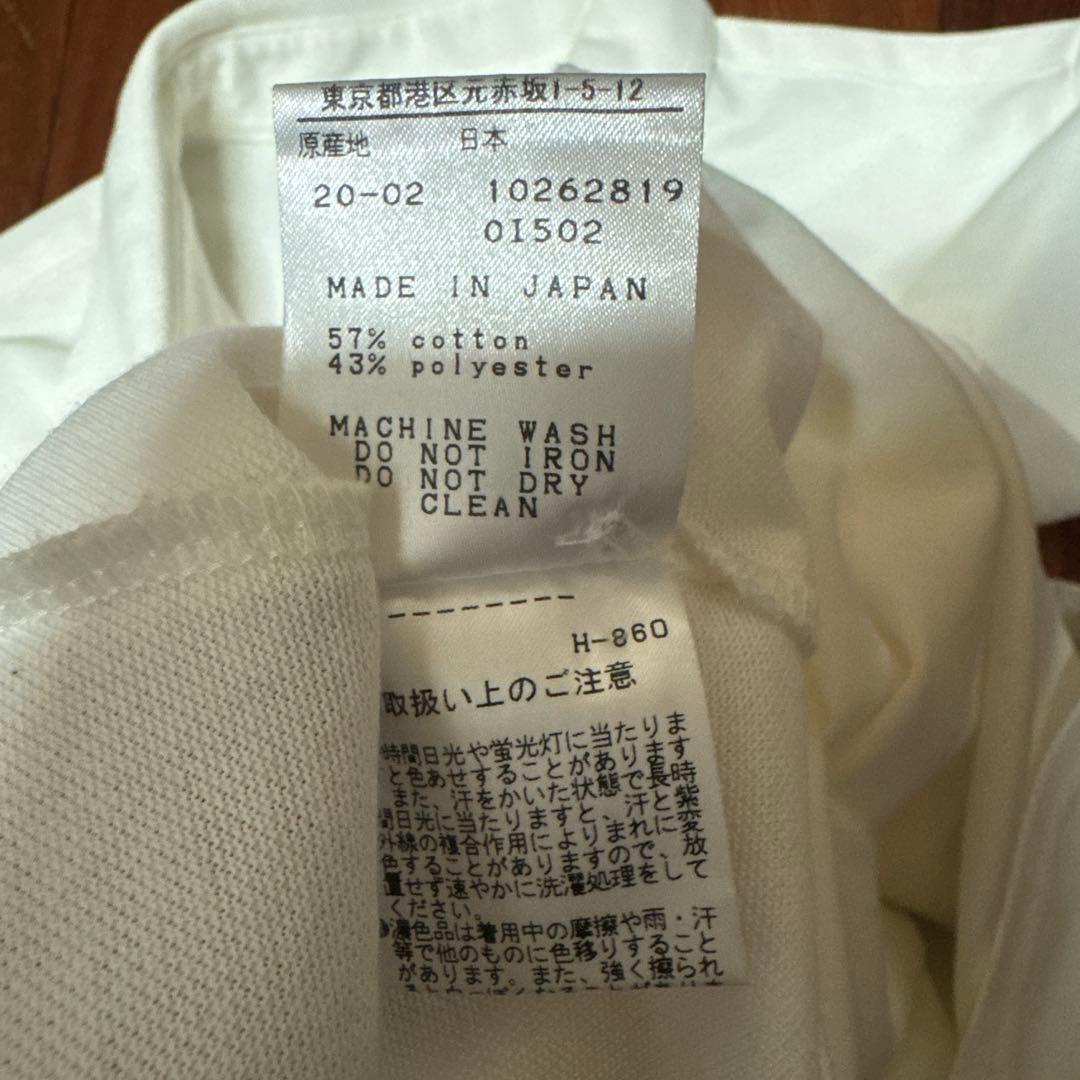 東京都港区元赤坂1-5-12
原産地 日本
20-02 10262819
01502
MADE IN JAPAN
57% cotton
43% polyester
MACHINE WASH
DO NOT IRON
DO NOT DRY
CLEAN
--------
H-860
取扱い上のご注意
時間日光や蛍光灯に当たりま
と色あせすることがあります
また、汗をかいた状態で長時
間日光に当たりますと、汗と紫
外線の複合作用によりまれに変
色することがありますので、放
置せず速やかに洗濯処理をして
ください。
●濃色品は着用中の摩擦や雨・汗
等で他のものに色移りすること
があります。また、強く擦られ